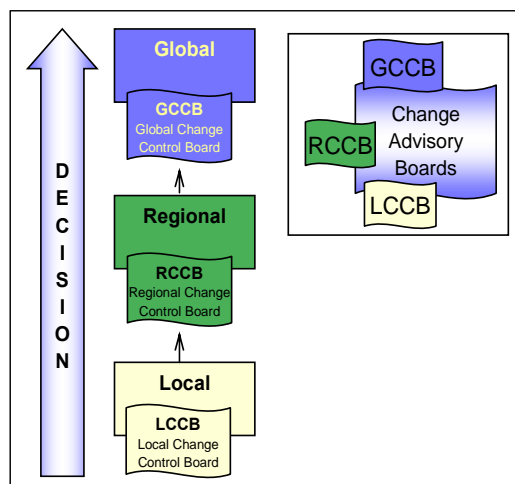 DECISION
Global
GCCB
Global Change
Control Board
Regional
RCCB
Regional Change
Control Board
Local
LCCB
Local Change
Control Board
GCCB
Change
Advisory
Boards
RCCB
LCCB